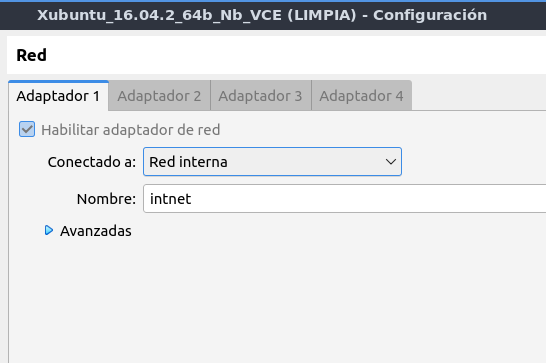 Xubuntu_16.04.2_64b_Nb_VCE (LIMPIA) - Configuración
Red
Adaptador 1 Adaptador 2 Adaptador 3 Adaptador 4
Habilitar adaptador de red
Conectado a: Red interna
Nombre: intnet
Avanzadas